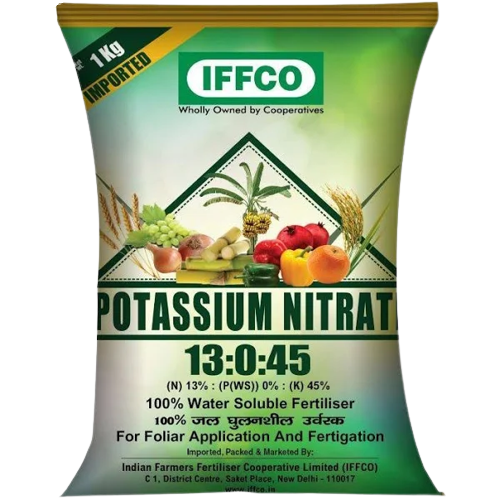 1 Kg
IMPORTED
IFFCO
Wholly Owned by Cooperatives
POTASSIUM NITRAT
13:0:45
(N) 13% : (P(WS)) 0% : (K) 45%
100% Water Soluble Fertiliser
100% जल घुलनशील उर्वरक
For Foliar Application And Fertigation
Imported, Packed & Marketed By:
Indian Farmers Fertiliser Cooperative Limited (IFFCO)
C 1, District Centre, Saket Place, New Delhi - 110017
www.iffco.in